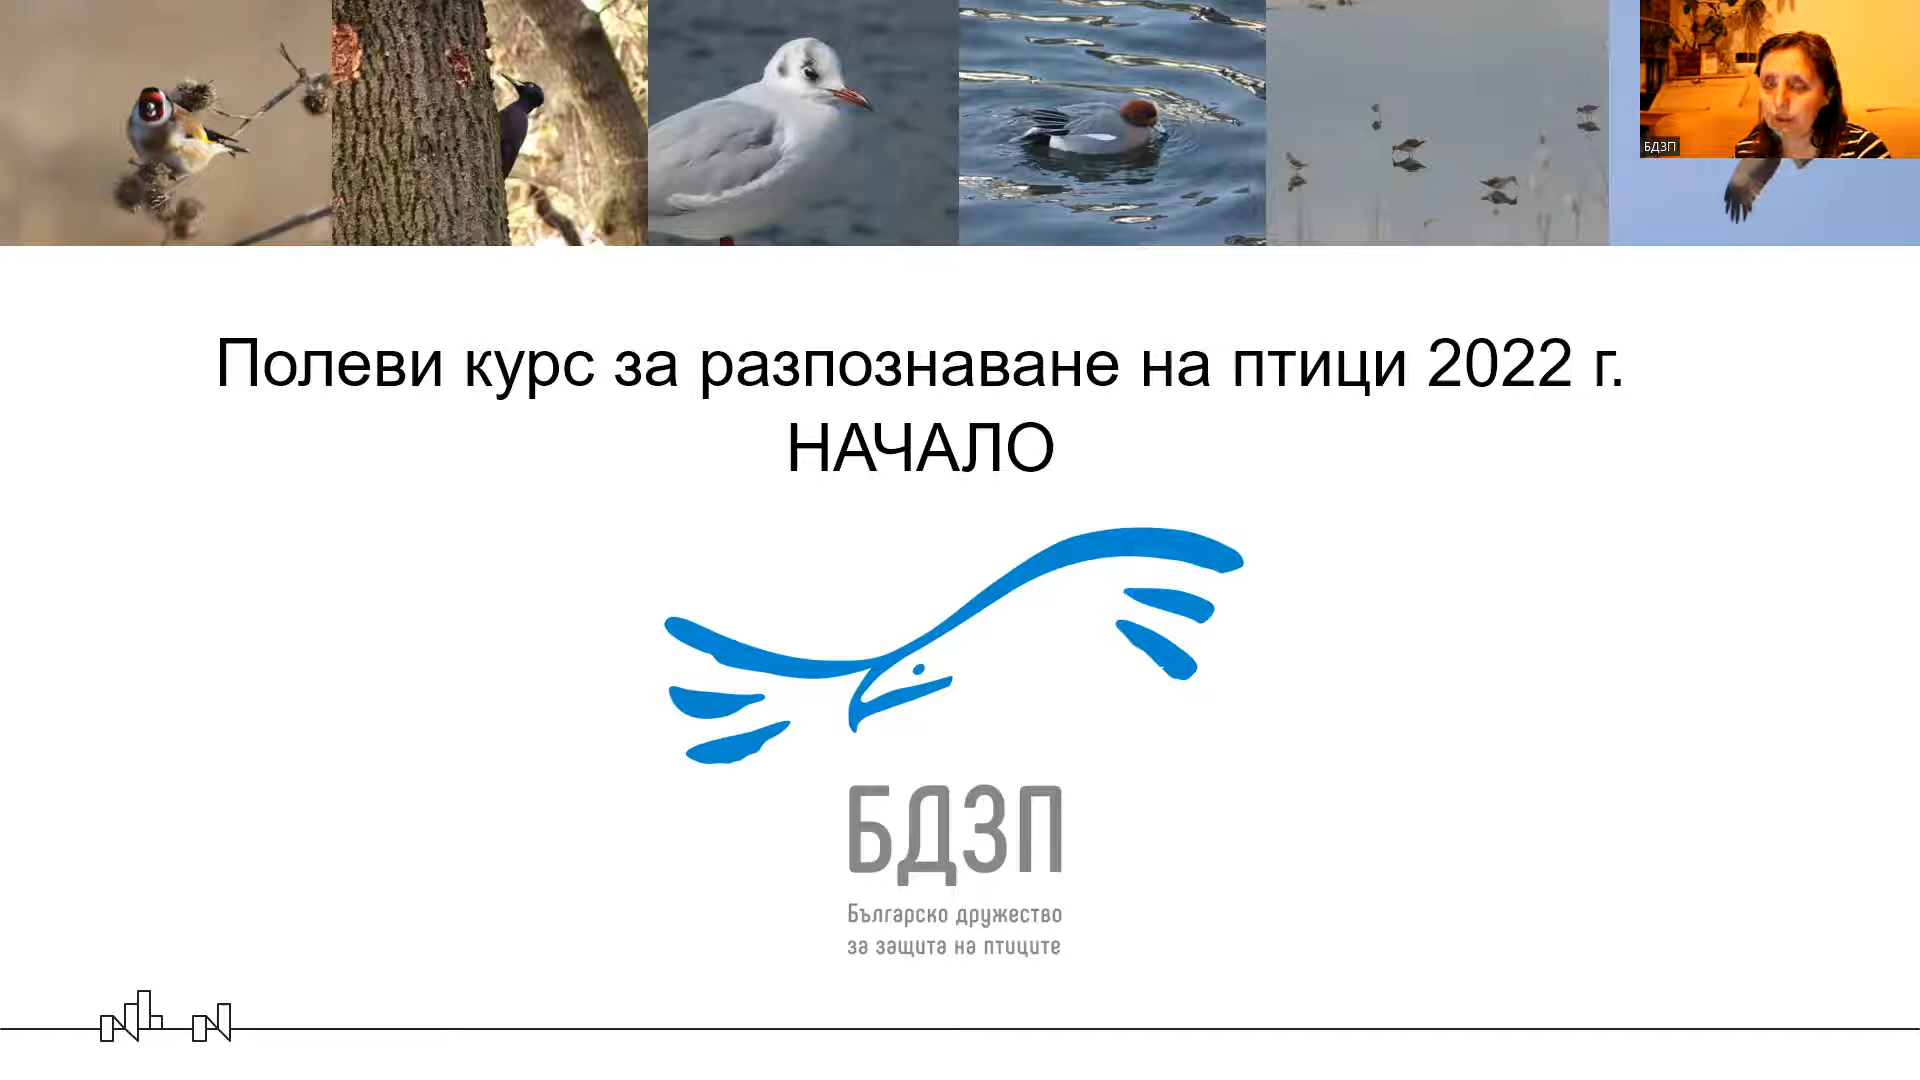 БДЗП
Полеви курс за разпознаване на птици 2022 г.
НАЧАЛО
БДЗП
Българско дружество
за защита на птиците